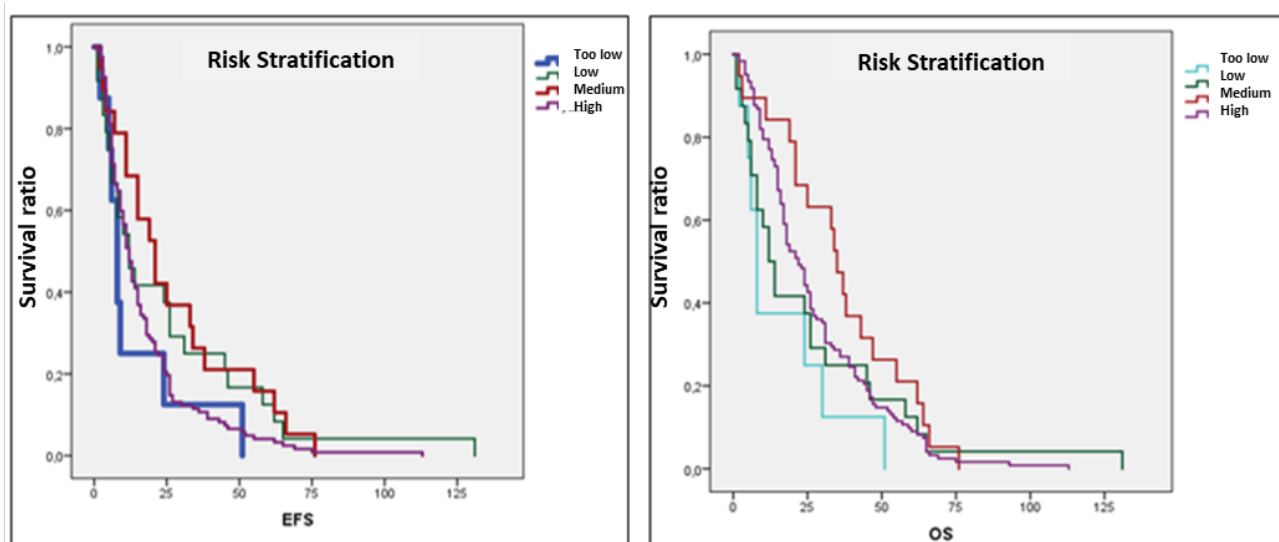 Risk Stratification
Too low
Low
Medium
High
Survival ratio
1,0
0,8
0,6
0,4
0,2
0,0
0 25 50 75 100 125
EFS
Risk Stratification
Too low
Low
Medium
High
Survival ratio
1,0
0,8
0,6
0,4
0,2
0,0
0 25 50 75 100 125
OS